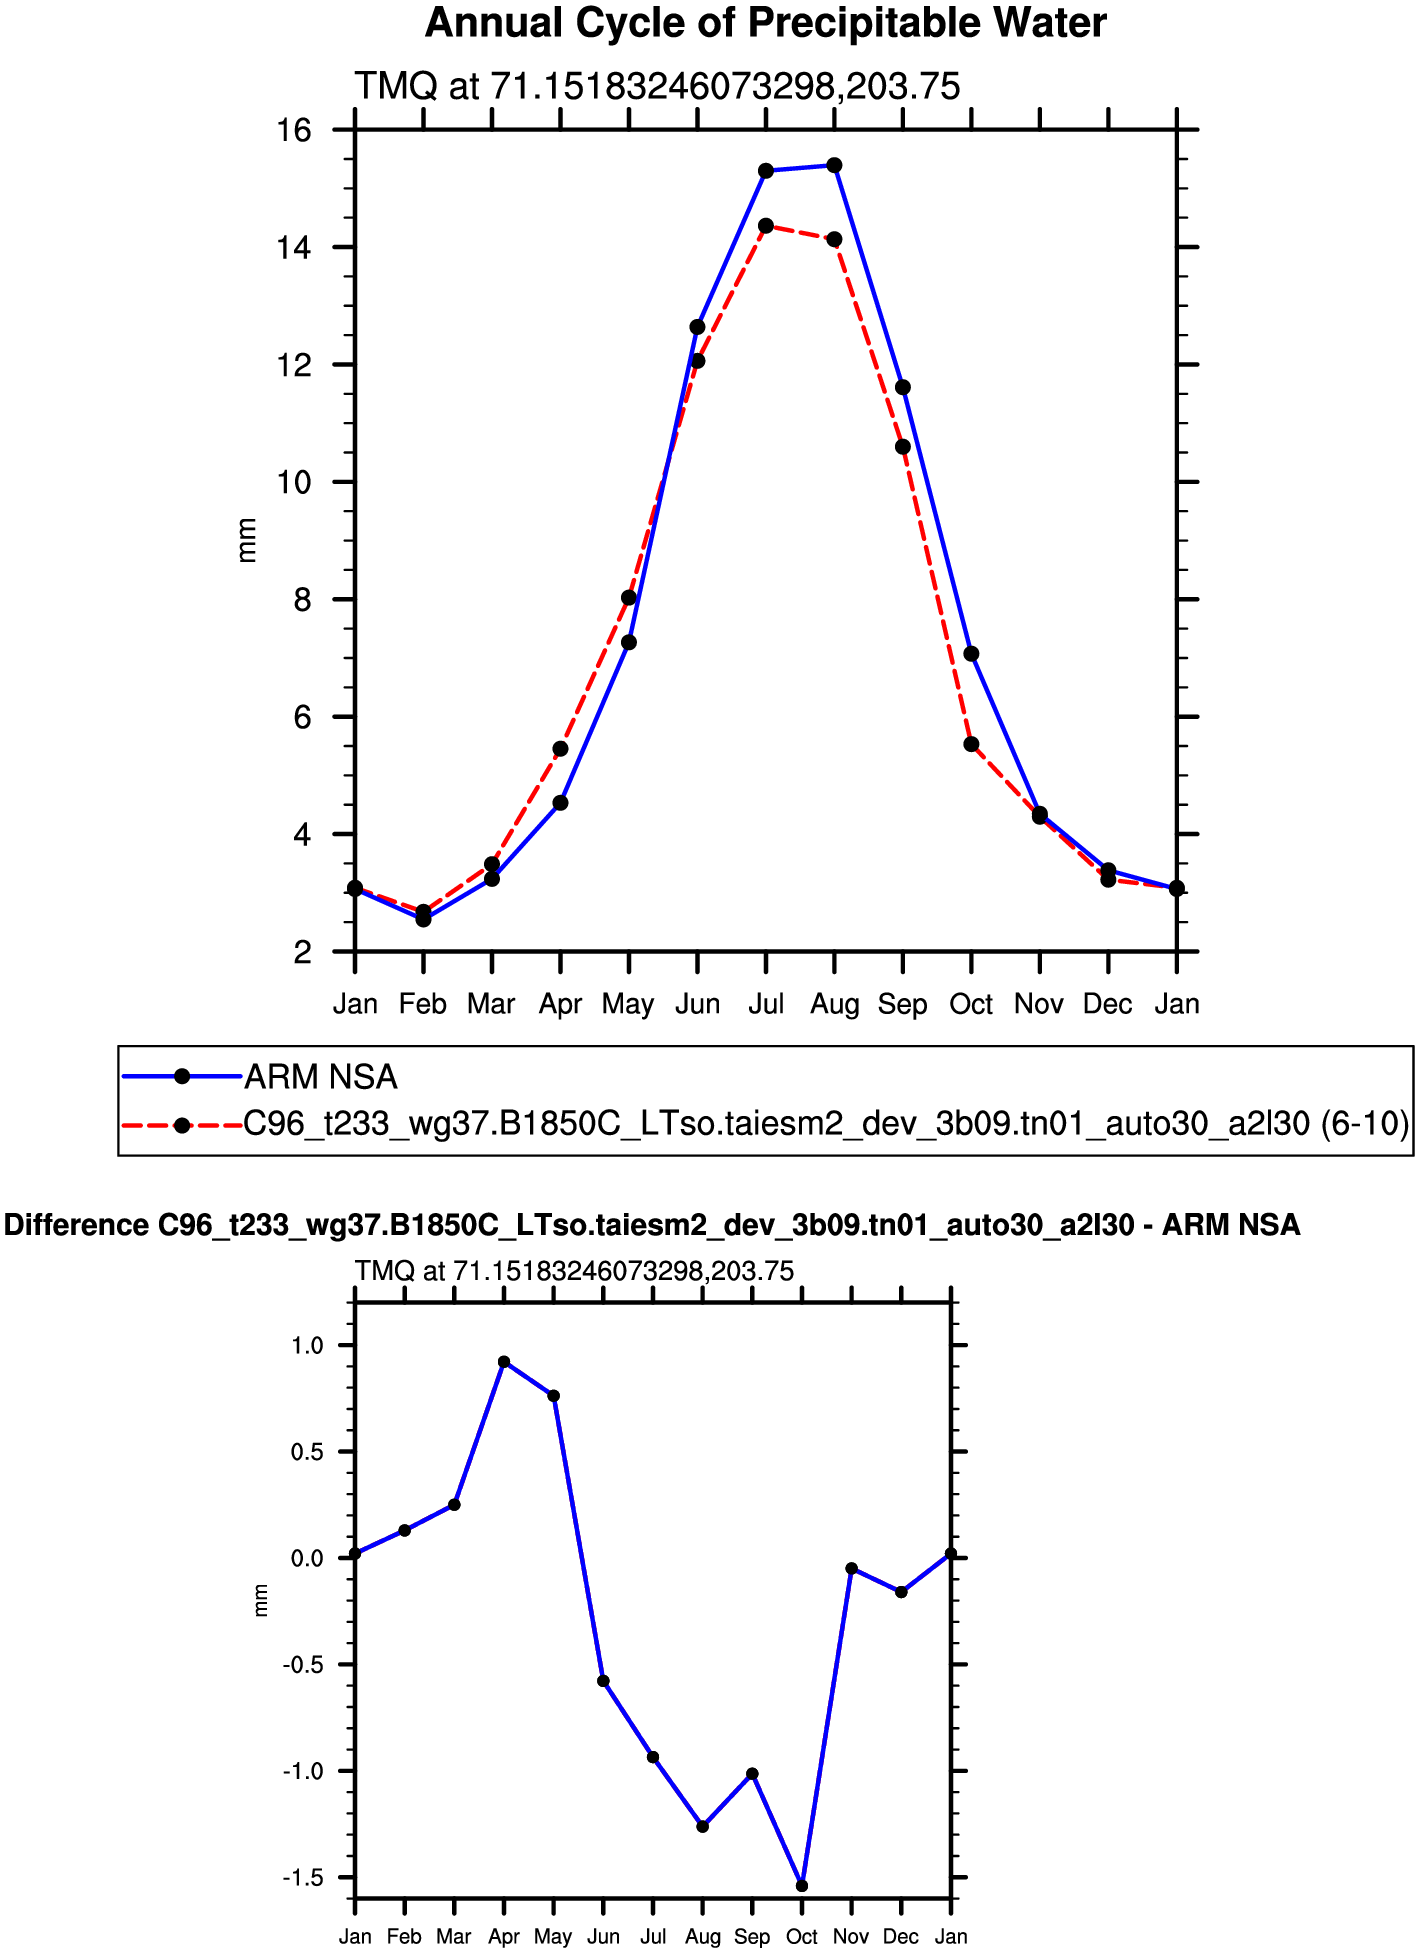 Annual Cycle of Precipitable Water
TMQ at 71.15183246073298,203.75
16
14
12
10
8
6
4
2
mm
Jan Feb Mar Apr May Jun Jul Aug Sep Oct Nov Dec Jan
ARM NSA
C96_t233_wg37.B1850C_LTso.taiesm2_dev_3b09.tn01_auto30_a2l30 (6-10)
Difference C96_t233_wg37.B1850C_LTso.taiesm2_dev_3b09.tn01_auto30_a2l30 - ARM NSA
TMQ at 71.15183246073298,203.75
1.0
0.5
0.0
-0.5
-1.0
-1.5
mm
Jan Feb Mar Apr May Jun Jul Aug Sep Oct Nov Dec Jan